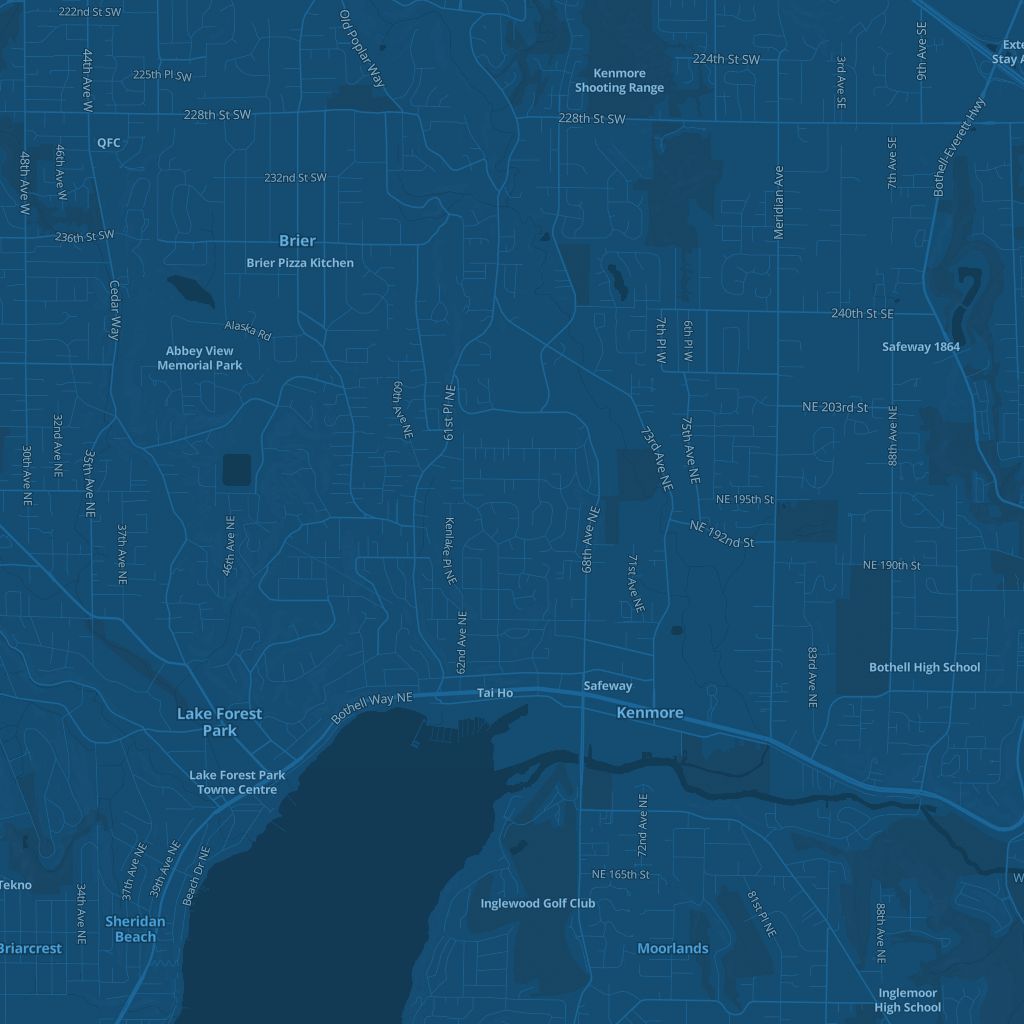 222nd St SW
Old Poplar Way
9th Ave SE
44th Ave W
225th Pl SW
224th St SW
3rd Ave SE
Kenmore
Shooting Range
228th St SW
228th St SW
Bothell-Everett Hwy
QFC
46th Ave W
48th Ave W
232nd St SW
Meridian Ave
7th Ave SE
236th St SW
Brier
Brier Pizza Kitchen
Cedar Way
Alaska Rd
240th St SE
7th Pl W
6th Pl W
Safeway 1864
Abbey View
Memorial Park
60th Ave NE
61st Pl NE
NE 203rd St
32nd Ave NE
30th Ave NE
35th Ave NE
73rd Ave NE
75th Ave NE
88th Ave NE
NE 195th St
37th Ave NE
46th Ave NE
Kenlake Pl NE
68th Ave NE
NE 192nd St
71st Ave NE
NE 190th St
62nd Ave NE
83rd Ave NE
Bothell High School
Bothell Way NE
Tai Ho
Safeway
Kenmore
Lake Forest
Park
Lake Forest Park
Towne Centre
72nd Ave NE
37th Ave NE
39th Ave NE
Beach Dr NE
NE 165th St
Tekno
34th Ave NE
Inglewood Golf Club
81st Pl NE
88th Ave NE
Sheridan
Beach
Briarcrest
Moorlands
Inglemoor
High School